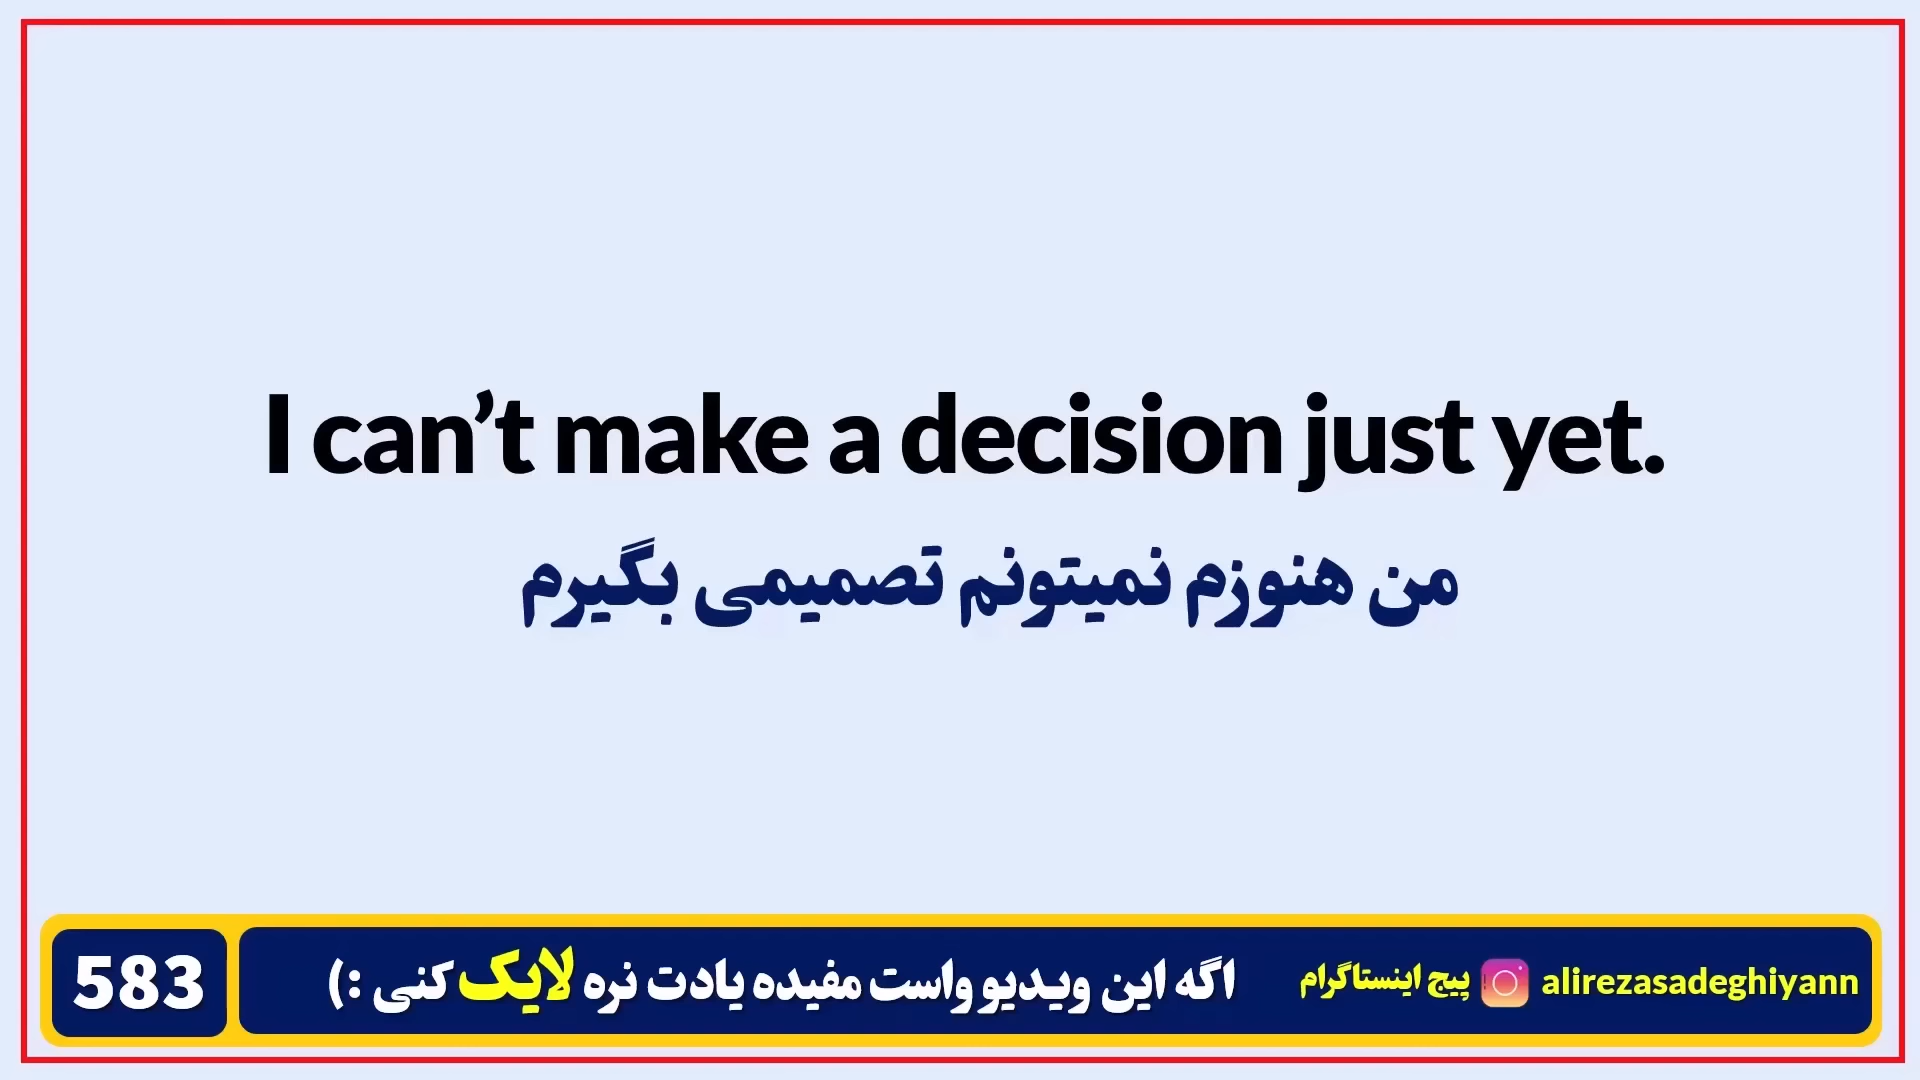 I can’t make a decision just yet.
من هنوزم نمیتونم تصمیمی بگیرم
583
اگه این ویدیو واست مفیده یادت نره لایک کنی :)
پیج اینستاگرام alirezasadeghiyann